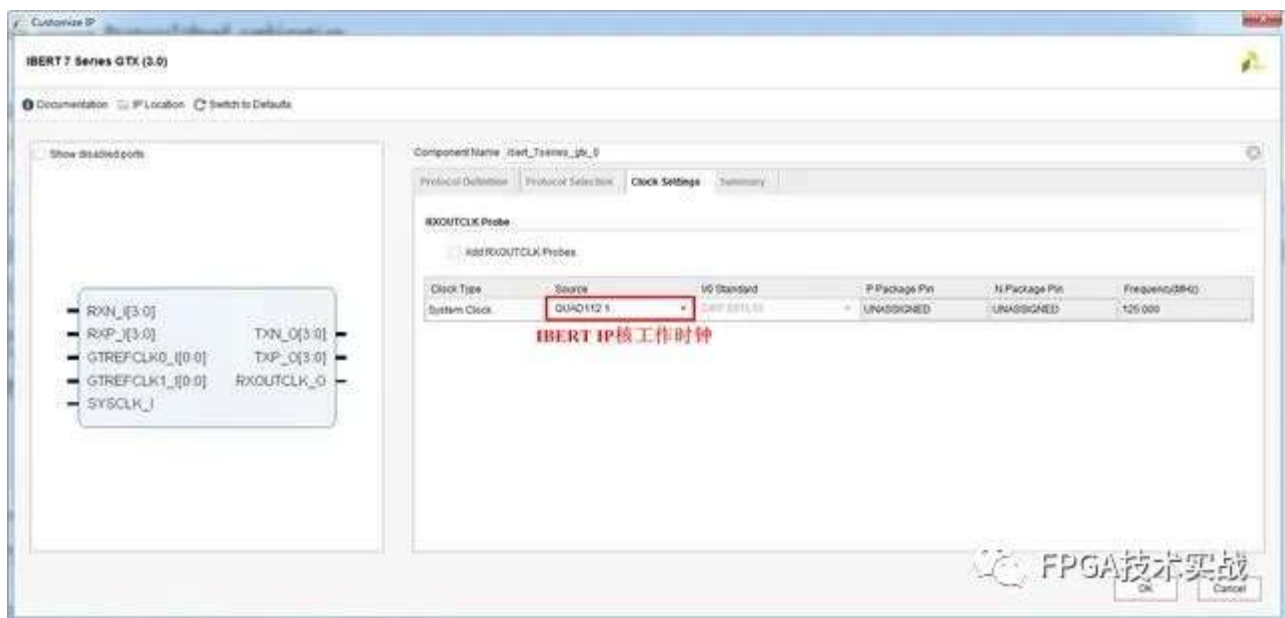 Customize IP
IBERT 7 Series GTX (3.0)
Documentation IP Location Switch to Defaults
Show disabled ports
Component Name ibert_7series_gtx_0
Protocol Definition Protocol Selection Clock Settings Summary
RXOUTCLK Probe
Add RXOUTCLK Probes
Clock Type Source I/O Standard P Package Pin N Package Pin Frequency(MHz)
System Clock QUAD112 1 UNASSIGNED UNASSIGNED 125.000
IBERT IP核工作时钟
RXN_I[3:0]
RXP_I[3:0] TXN_O[3:0]
GTREFCLK0_I[0:0] TXP_O[3:0]
GTREFCLK1_I[0:0] RXOUTCLK_O
SYSCLK_I
FPGA技术实战
OK Cancel